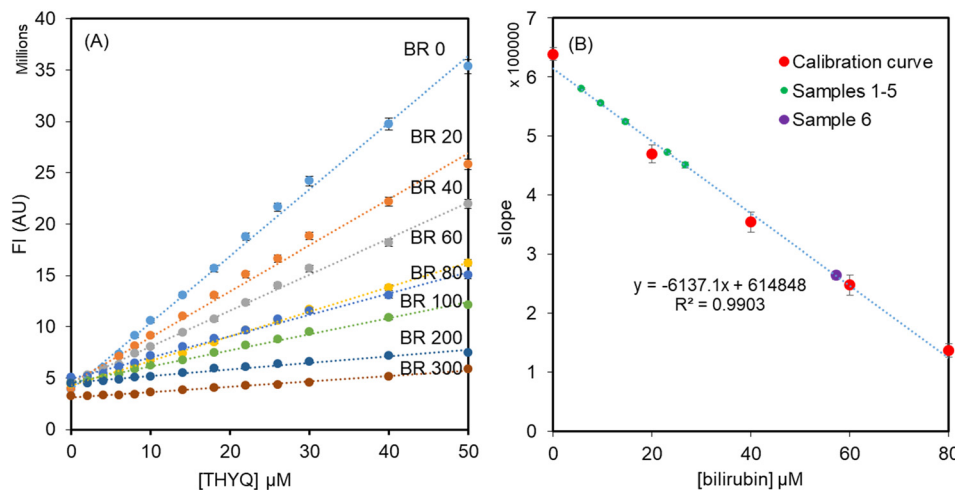 (A)
Millions
FI (AU)
40
35
30
25
20
15
10
5
0
BR 0
BR 20
BR 40
BR 60
BR 80
BR 100
BR 200
BR 300
0 10 20 30 40 50
[THYQ] µM
(B)
x 100000
slope
7
6
5
4
3
2
1
0
Calibration curve
Samples 1-5
Sample 6
y = -6137.1x + 614848
R² = 0.9903
0 20 40 60 80
[bilirubin] µM